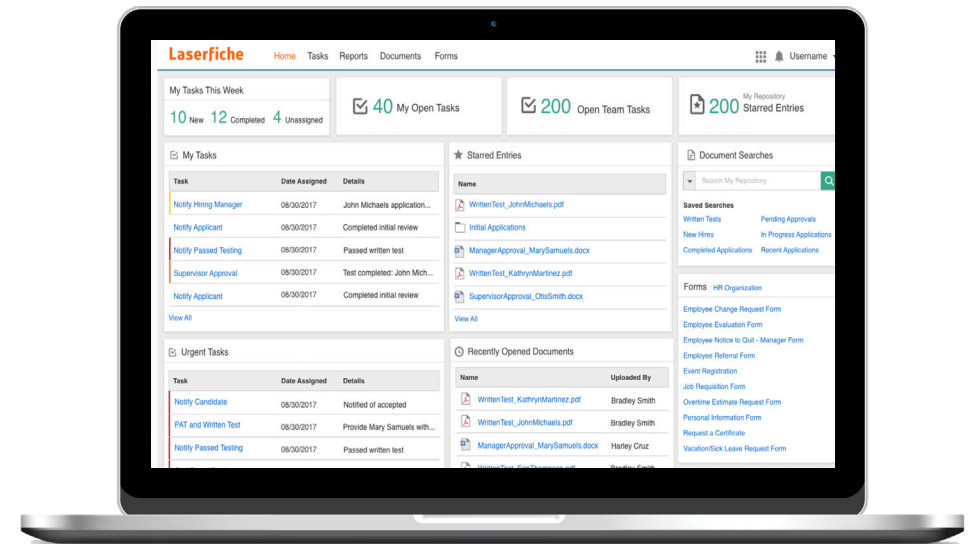 Laserfiche Home Tasks Reports Documents Forms Username
My Tasks This Week
10 New 12 Completed 4 Unassigned
40 My Open Tasks
200 Open Team Tasks
My Repository
200 Starred Entries
My Tasks
Task Date Assigned Details
Notify Hiring Manager 08/30/2017 John Michaels application...
Notify Applicant 08/30/2017 Completed initial review
Notify Passed Testing 08/30/2017 Passed written test
Supervisor Approval 08/30/2017 Test completed: John Mich...
Notify Applicant 08/30/2017 Completed initial review
View All
Starred Entries
Name
WrittenTest_JohnMichaels.pdf
Initial Applications
ManagerApproval_MarySamuels.docx
WrittenTest_KathrynMartinez.pdf
SupervisorApproval_OtisSmith.docx
View All
Document Searches
Search My Repository
Saved Searches
Written Tests Pending Approvals
New Hires In Progress Applications
Completed Applications Recent Applications
Forms HR Organization
Employee Change Request Form
Employee Evaluation Form
Employee Notice to Quit - Manager Form
Employee Referral Form
Event Registration
Job Requisition Form
Overtime Estimate Request Form
Personal Information Form
Request a Certificate
Vacation/Sick Leave Request Form
Urgent Tasks
Task Date Assigned Details
Notify Candidate 08/30/2017 Notified of accepted
PAT and Written Test 08/30/2017 Provide Mary Samuels with...
Notify Passed Testing 08/30/2017 Passed written test
Recently Opened Documents
Name Uploaded By
WrittenTest_KathrynMartinez.pdf Bradley Smith
WrittenTest_JohnMichaels.pdf Bradley Smith
ManagerApproval_MarySamuels.docx Harley Cruz